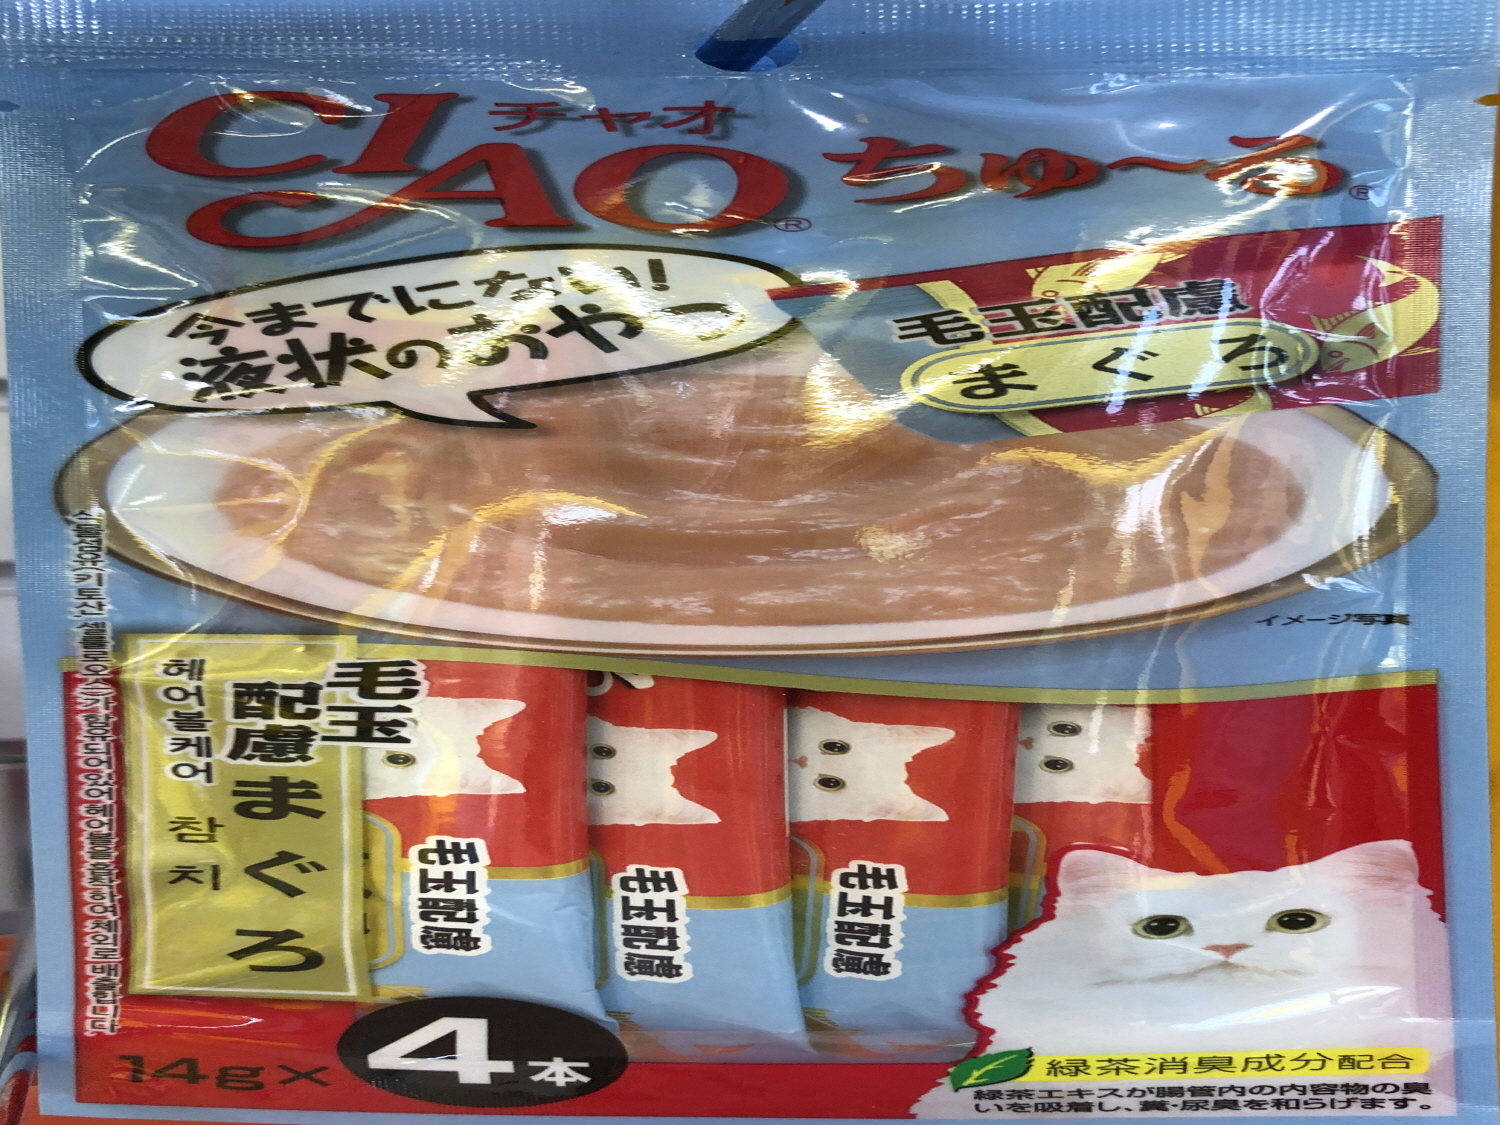 CIAO
チャオ
®
ちゅ〜る
®
今までにない!
液状のおやつ
毛玉配慮
まぐろ
イメージ写真
헤어볼케어
참치
毛玉
配慮
まぐろ
毛玉配慮
毛玉配慮
毛玉配慮
14g×
4本
緑茶消臭成分配合
緑茶エキスが腸管内の内容物の臭
いを吸着し、糞・尿臭を和らげます。